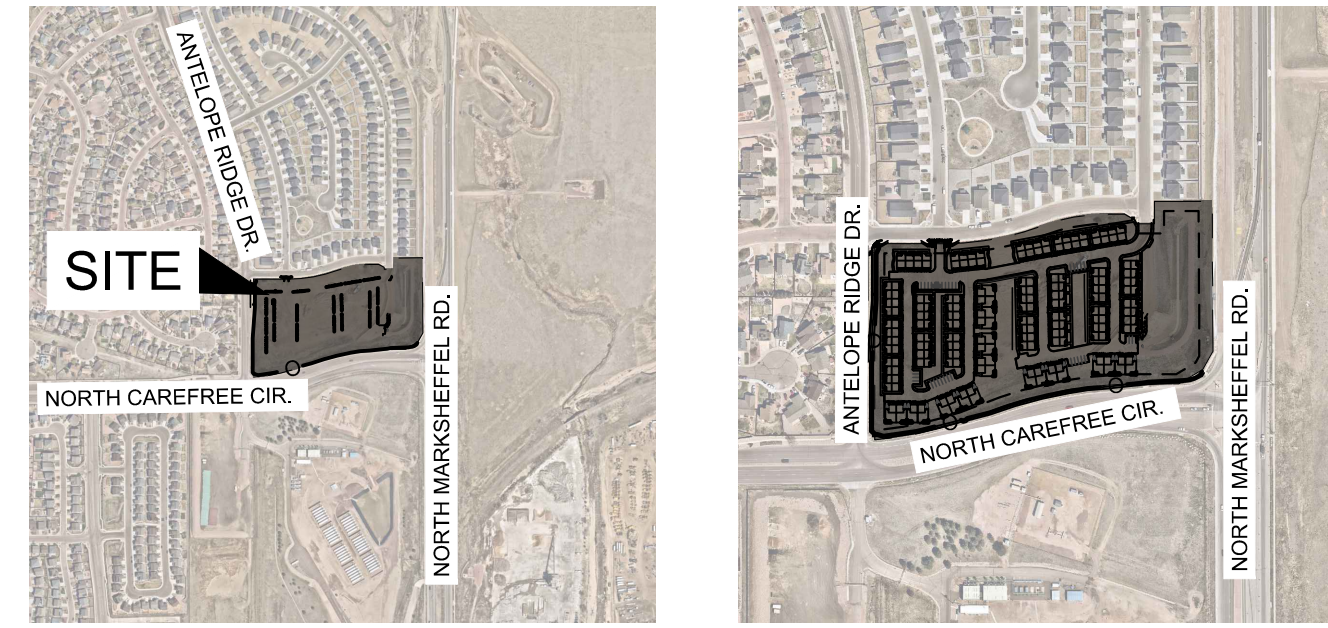 ANTELOPE RIDGE DR.
SITE
NORTH CAREFREE CIR.
NORTH MARKSHEFFEL RD.
ANTELOPE RIDGE DR.
NORTH CAREFREE CIR.
NORTH MARKSHEFFEL RD.